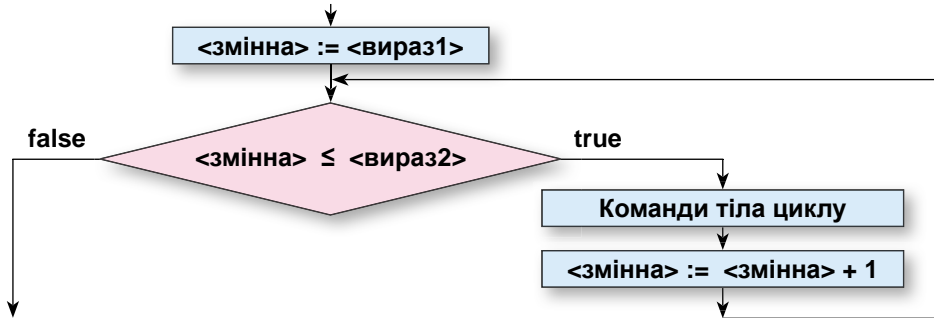 <змінна> := <вираз1>
false
true
<змінна> ≤ <вираз2>
Команди тіла циклу
<змінна> := <змінна> + 1